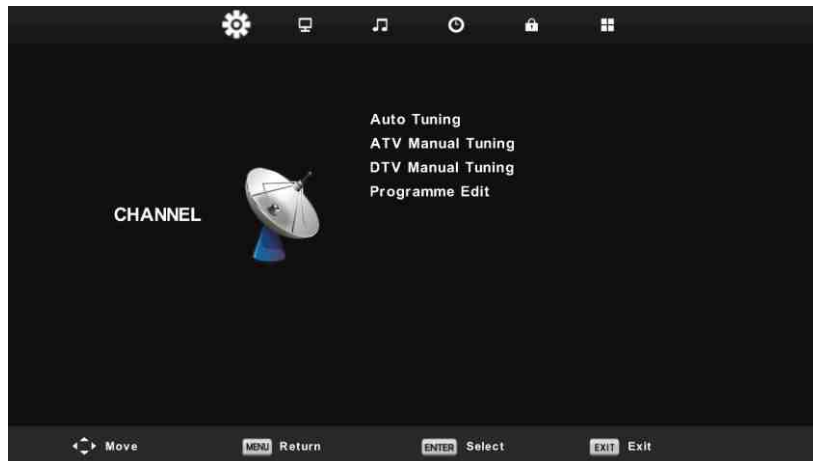 Auto Tuning
ATV Manual Tuning
DTV Manual Tuning
Programme Edit
CHANNEL
Move MENU Return ENTER Select EXIT Exit